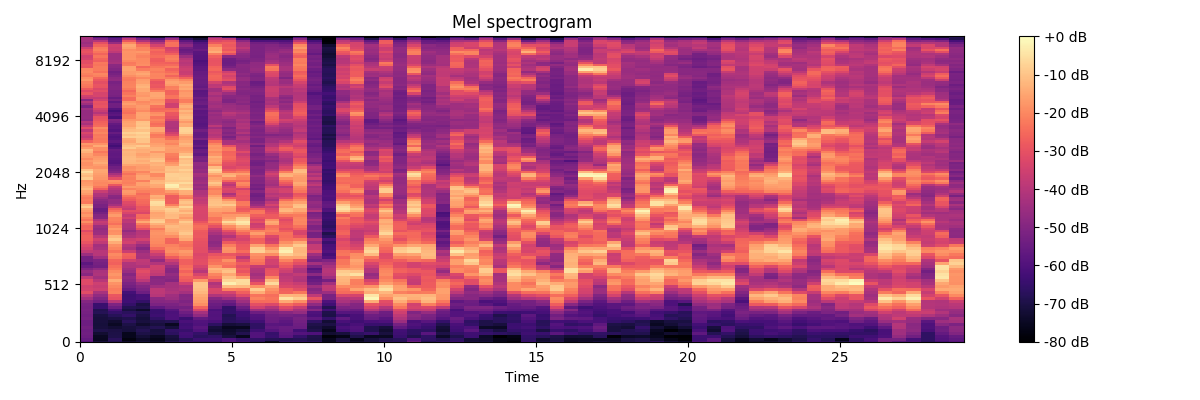 Mel spectrogram
Hz
8192
4096
2048
1024
512
0
0 5 10 15 20 25
Time
+0 dB
-10 dB
-20 dB
-30 dB
-40 dB
-50 dB
-60 dB
-70 dB
-80 dB